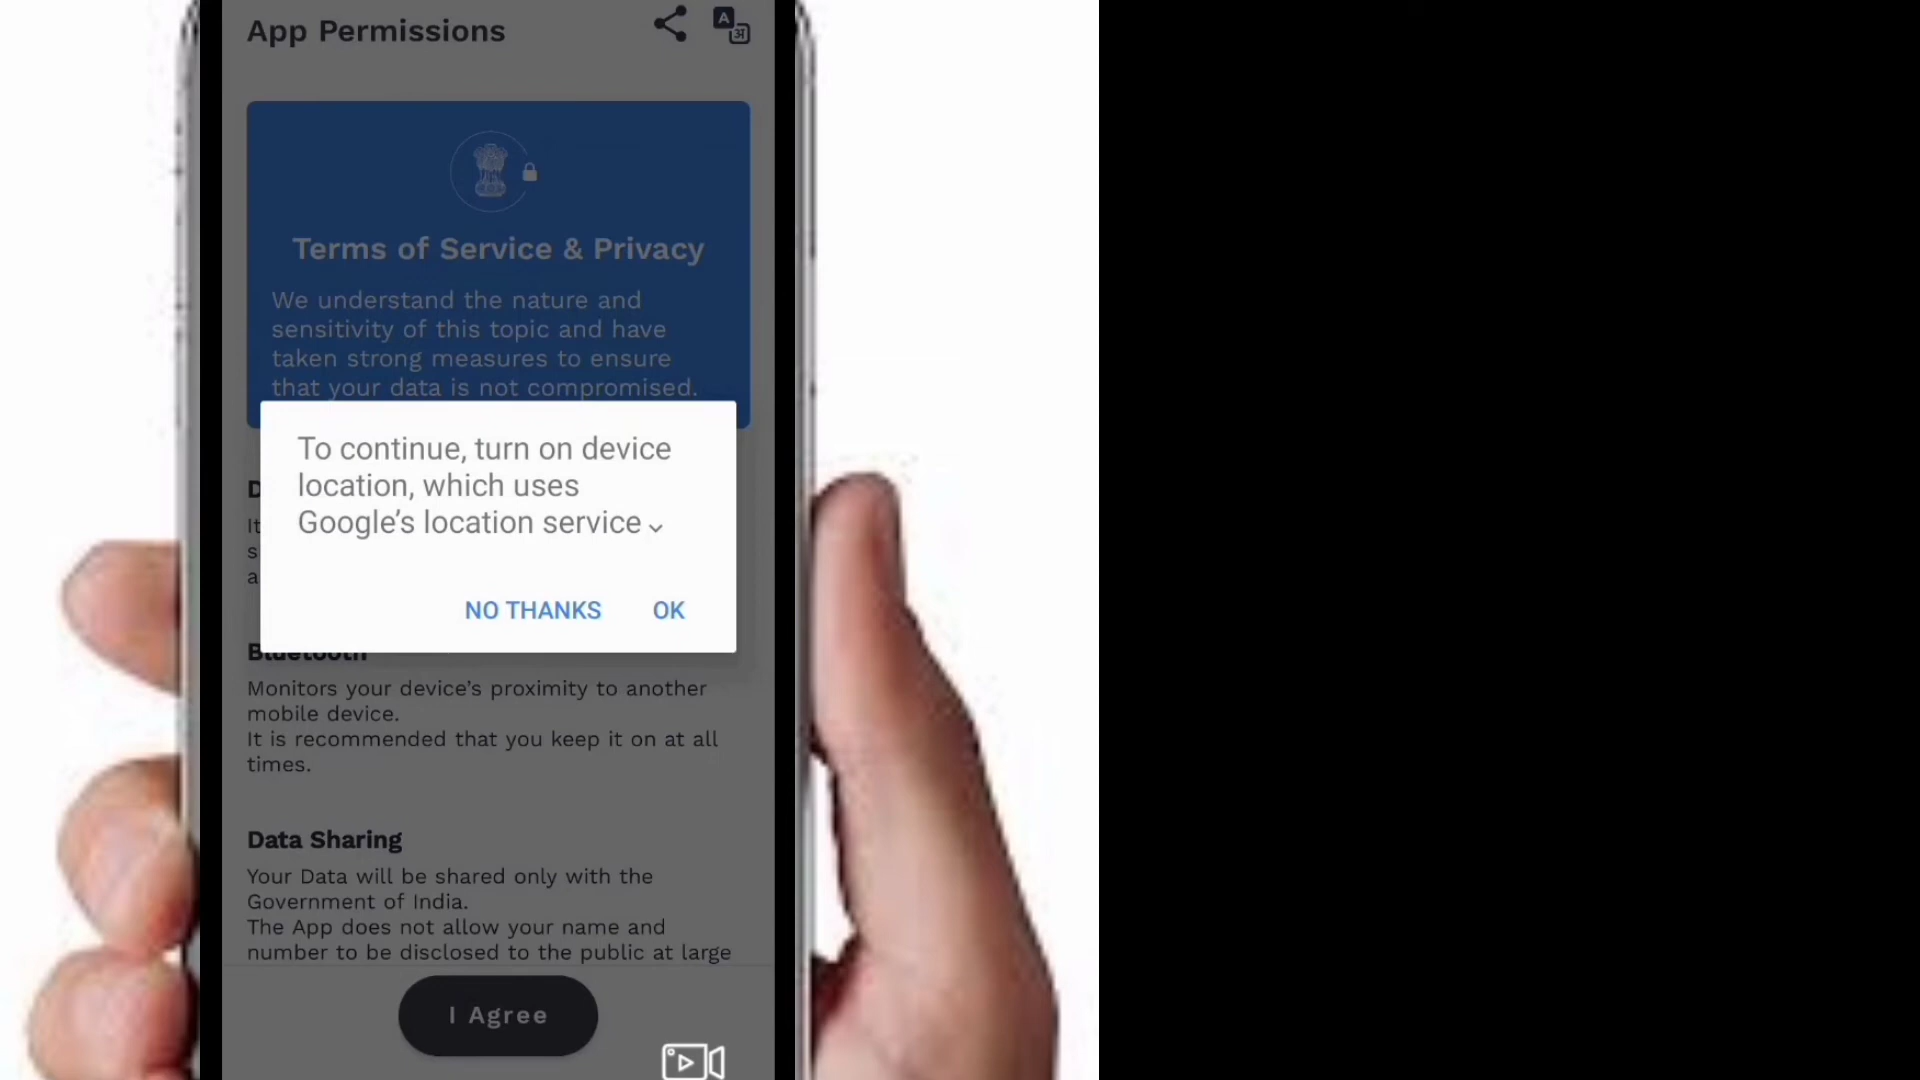 App Permissions
A
अ
Terms of Service & Privacy
We understand the nature and
sensitivity of this topic and have
taken strong measures to ensure
that your data is not compromised.
To continue, turn on device
location, which uses
Google's location service
NO THANKS OK
Bluetooth
Monitors your device's proximity to another
mobile device.
It is recommended that you keep it on at all
times.
Data Sharing
Your Data will be shared only with the
Government of India.
The App does not allow your name and
number to be disclosed to the public at large
I Agree